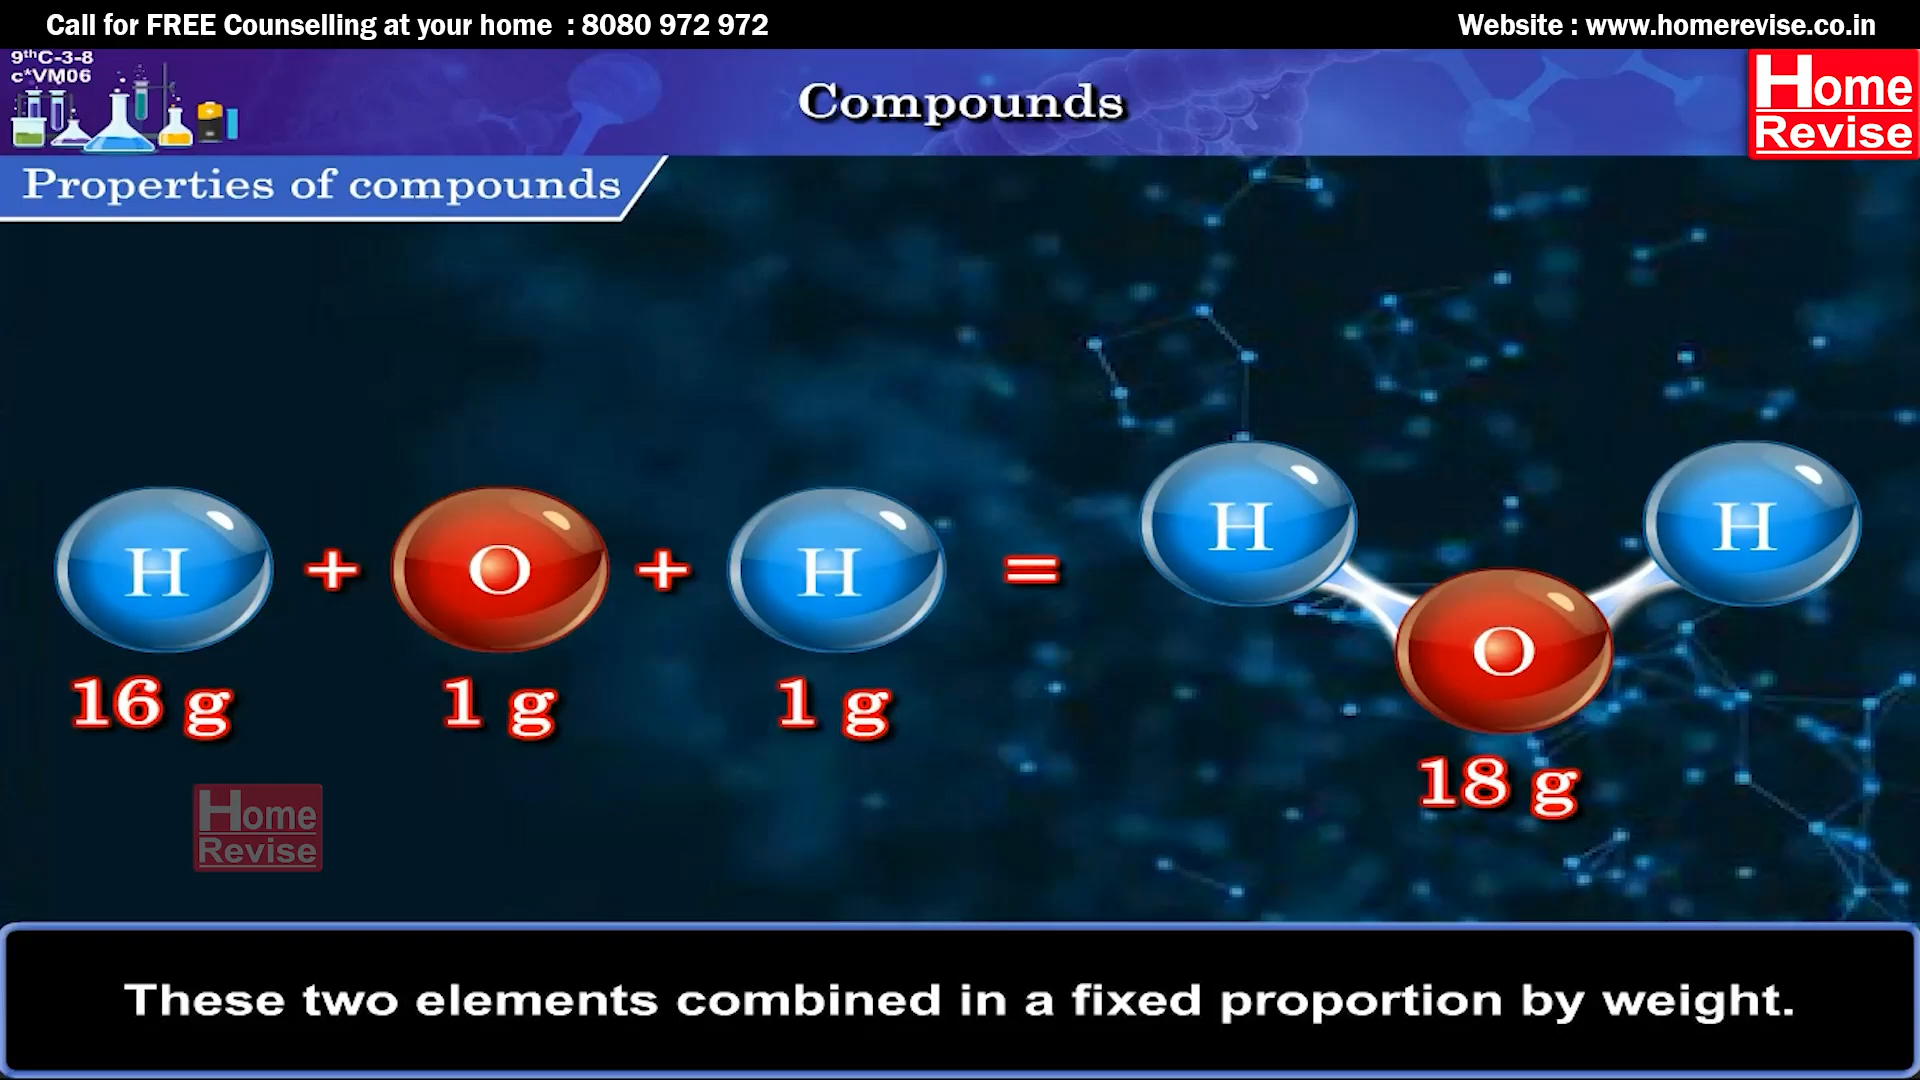 Call for FREE Counselling at your home : 8080 972 972
Website : www.homerevise.co.in
9thC-3-8
c*VM06
Compounds
Home
Revise
Properties of compounds
H + O + H = H O H
16 g 1 g 1 g 18 g
Home
Revise
These two elements combined in a fixed proportion by weight.